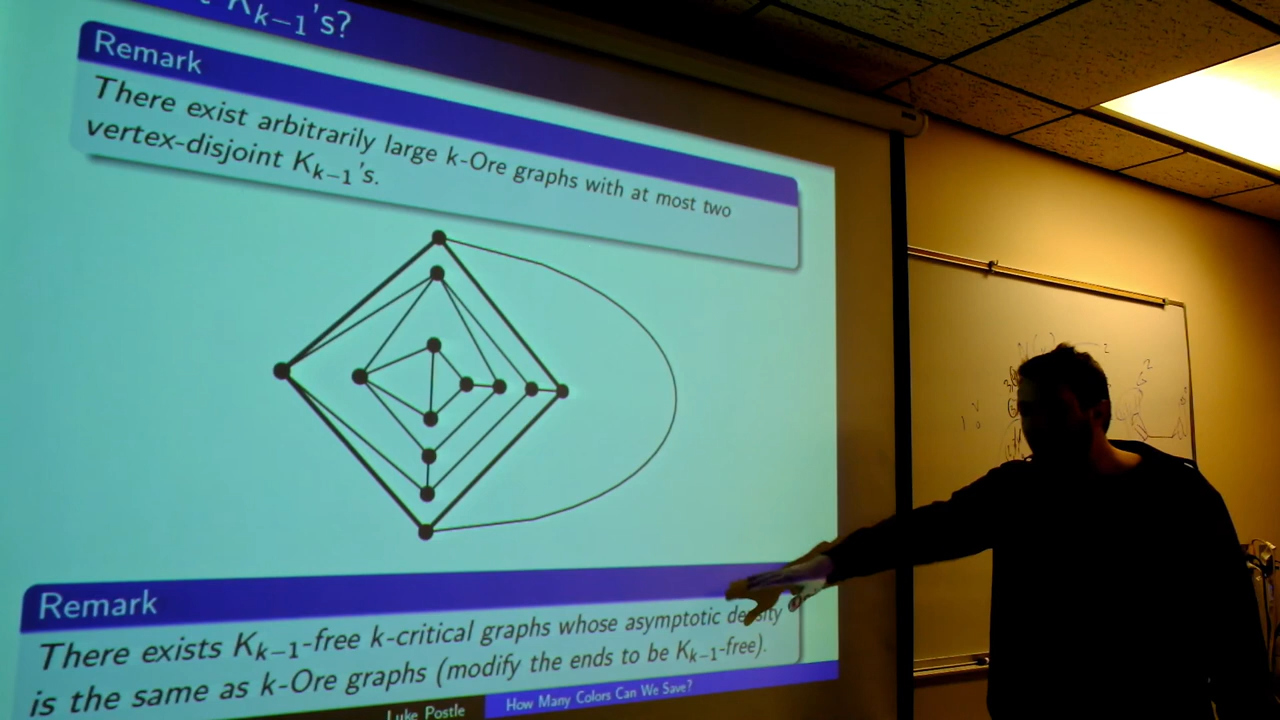 K_{k-1}'s?
Remark
There exist arbitrarily large k-Ore graphs with at most two
vertex-disjoint K_{k-1}'s.
Remark
There exists K_{k-1}-free k-critical graphs whose asymptotic density
is the same as k-Ore graphs (modify the ends to be K_{k-1}-free).
Luke Postle
How Many Colors Can We Save?